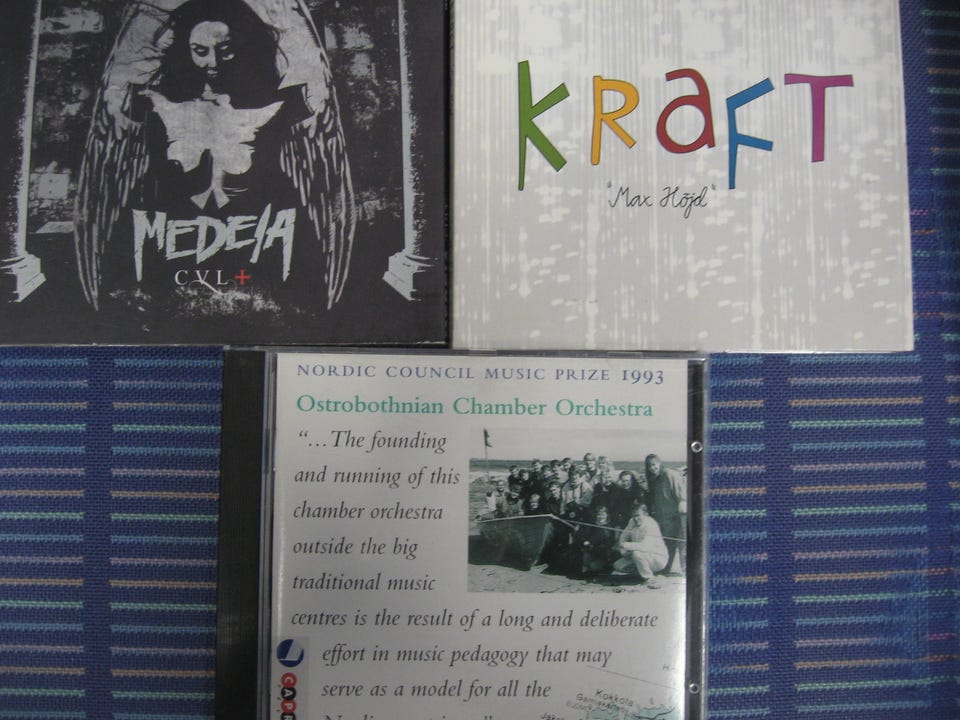 MEDEIA
CVL+
KRAFT
"Max Höjd"
NORDIC COUNCIL MUSIC PRIZE 1993
Ostrobothnian Chamber Orchestra
"...The founding
and running of this
chamber orchestra
outside the big
traditional music
centres is the result of a long and deliberate
effort in music pedagogy that may
serve as a model for all the
Kokkola